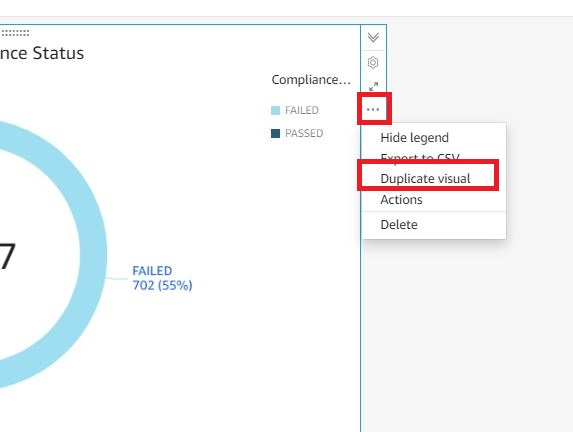 nce Status
Compliance...
FAILED
PASSED
Hide legend
Export to CSV
Duplicate visual
Actions
Delete
7
FAILED
702 (55%)